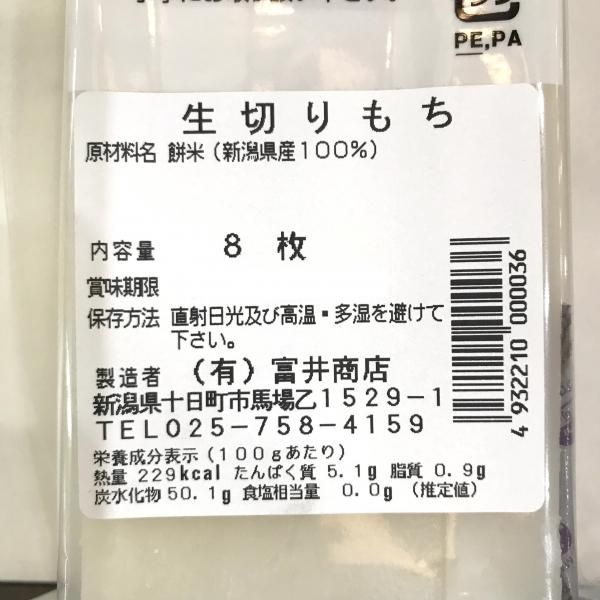 PE,PA
生切りもち
原材料名 餅米（新潟県産100%）
内容量 8 枚
賞味期限
保存方法 直射日光及び高温・多湿を避けて
下さい。
製造者 （有）富井商店
新潟県十日町市馬場乙1529-1
TEL025-758-4159
栄養成分表示（100gあたり）
熱量 229kcal たんぱく質 5.1g 脂質 0.9g
炭水化物50.1g 食塩相当量 0.0g （推定値）
4932210 000036